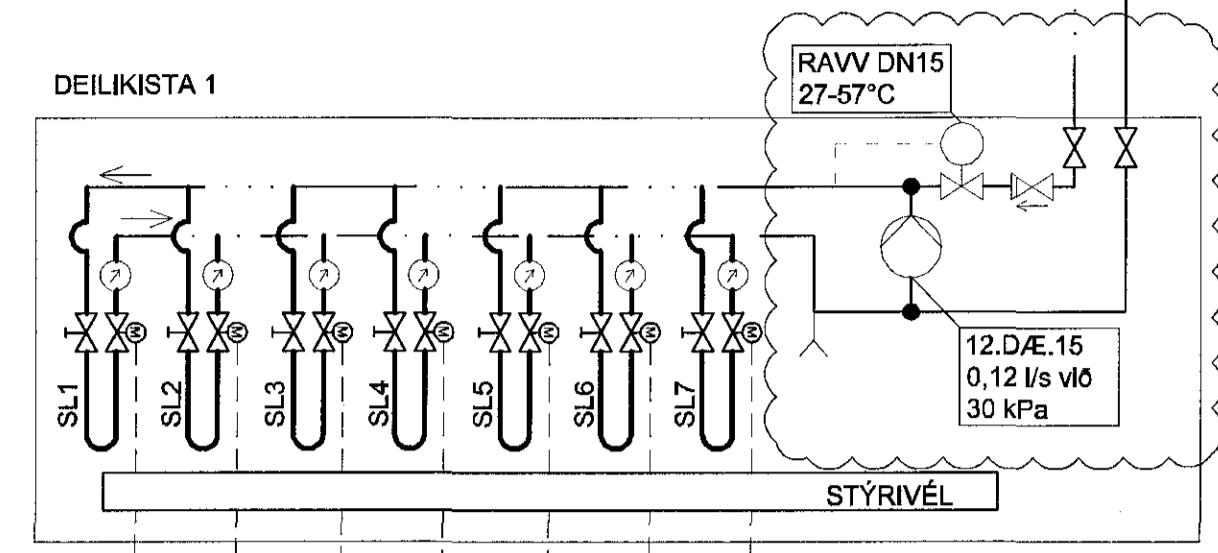 DEILIKISTA 1
RAVV DN15
27-57°C
12.DÆ.15
0,12 l/s við
30 kPa
M
M
M
M
M
M
M
SL1
SL2
SL3
SL4
SL5
SL6
SL7
STÝRIVÉL